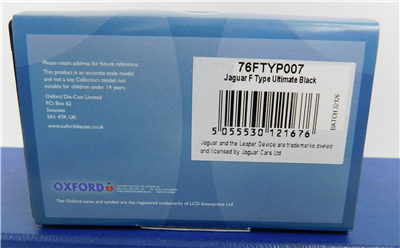 Please retain address for future reference.
This product is an accurate scale model
and not a toy. Collectors model, not
suitable for children under 14 years.
Oxford Die-Cast Limited
P.O. Box 62
Swansea
SA1 4YA, UK
www.oxforddiecast.co.uk
76FTYP007
Jaguar F Type Ultimate Black
5 055530 121676
BATCH 32126
Jaguar and the Leaper Device are trademarks owned
and licensed by Jaguar Cars Ltd.
OXFORD
The Oxford name and symbol are the registered trademarks of LCD Enterprises Ltd